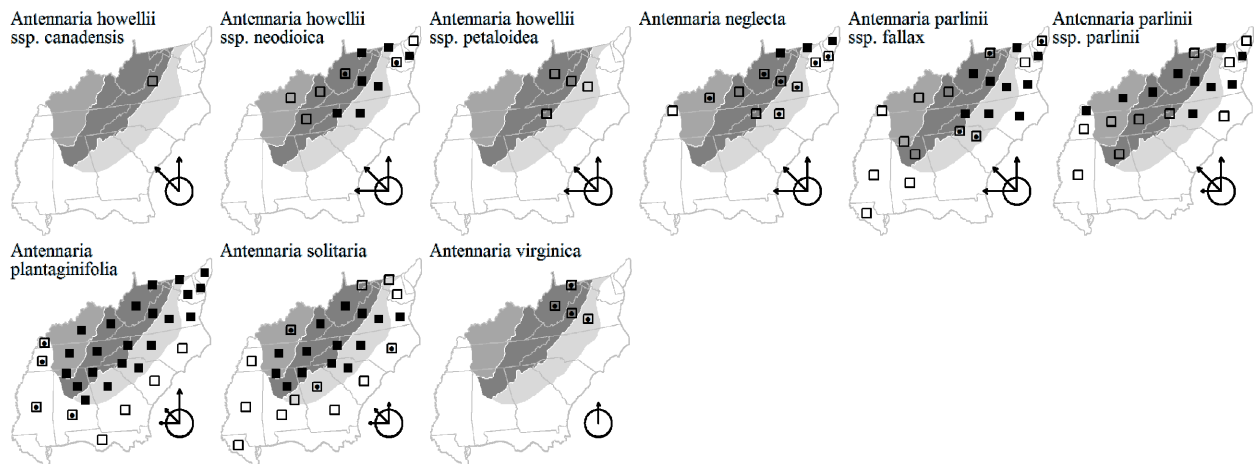 Antennaria howellii
ssp. canadensis
Antennaria howellii
ssp. neodioica
Antennaria howellii
ssp. petaloidea
Antennaria neglecta
Antennaria parlinii
ssp. fallax
Antennaria parlinii
ssp. parlinii
Antennaria
plantaginifolia
Antennaria solitaria
Antennaria virginica